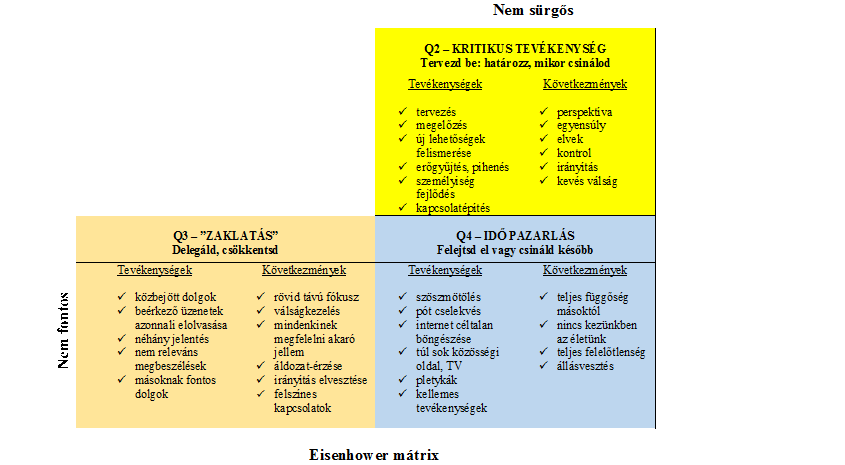 Nem sürgős
Q2 – KRITIKUS TEVÉKENYSÉG
Tervezd be: határozz, mikor csinálod
Tevékenységek
tervezés
megelőzés
új lehetőségek
felismerése
erőgyűjtés, pihenés
személyiség
fejlődés
kapcsolatépítés
Következmények
perspektíva
egyensúly
elvek
kontrol
irányítás
kevés válság
Nem fontos
Q3 – ”ZAKLATÁS”
Delegáld, csökkentsd
Tevékenységek
közbejött dolgok
beérkező üzenetek
azonnali elolvasása
néhány jelentés
nem releváns
megbeszélések
másoknak fontos
dolgok
Következmények
rövid távú fókusz
válságkezelés
mindenkinek
megfelelni akaró
jellem
áldozat-érzése
irányítás elvesztése
felszínes
kapcsolatok
Q4 – IDŐ PAZARLÁS
Felejtsd el vagy csináld később
Tevékenységek
szöszmötölés
pót cselekvés
internet céltalan
böngészése
túl sok közösségi
oldal, TV
pletykák
kellemes
tevékenységek
Következmények
teljes függőség
másoktól
nincs kezünkben
az életünk
teljes felelőtlenség
állásvesztés
Eisenhower mátrix